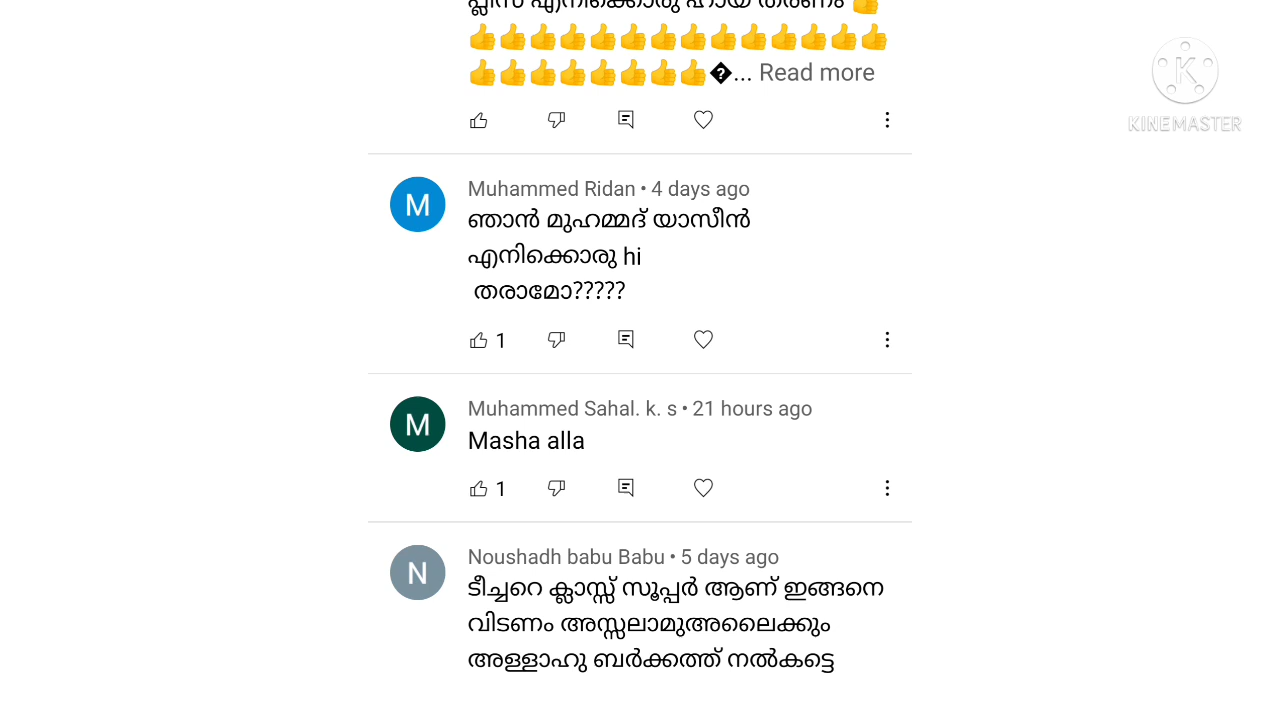 പ്ലീസ് എനിക്കൊരു ഹായ് തരണം 👍
👍👍👍👍👍👍👍👍👍👍👍👍👍👍
👍👍👍👍👍👍👍👍�... Read more
KINEMASTER
M
Muhammed Ridan • 4 days ago
ഞാൻ മുഹമ്മദ് യാസീൻ
എനിക്കൊരു hi
തരാമോ?????
1
M
Muhammed Sahal. k. s • 21 hours ago
Masha alla
1
N
Noushadh babu Babu • 5 days ago
ടീച്ചറെ ക്ലാസ്സ് സൂപ്പർ ആണ് ഇങ്ങനെ
വിടണം അസ്സലാമുഅലൈക്കും
അള്ളാഹു ബർക്കത്ത് നൽകട്ടെ